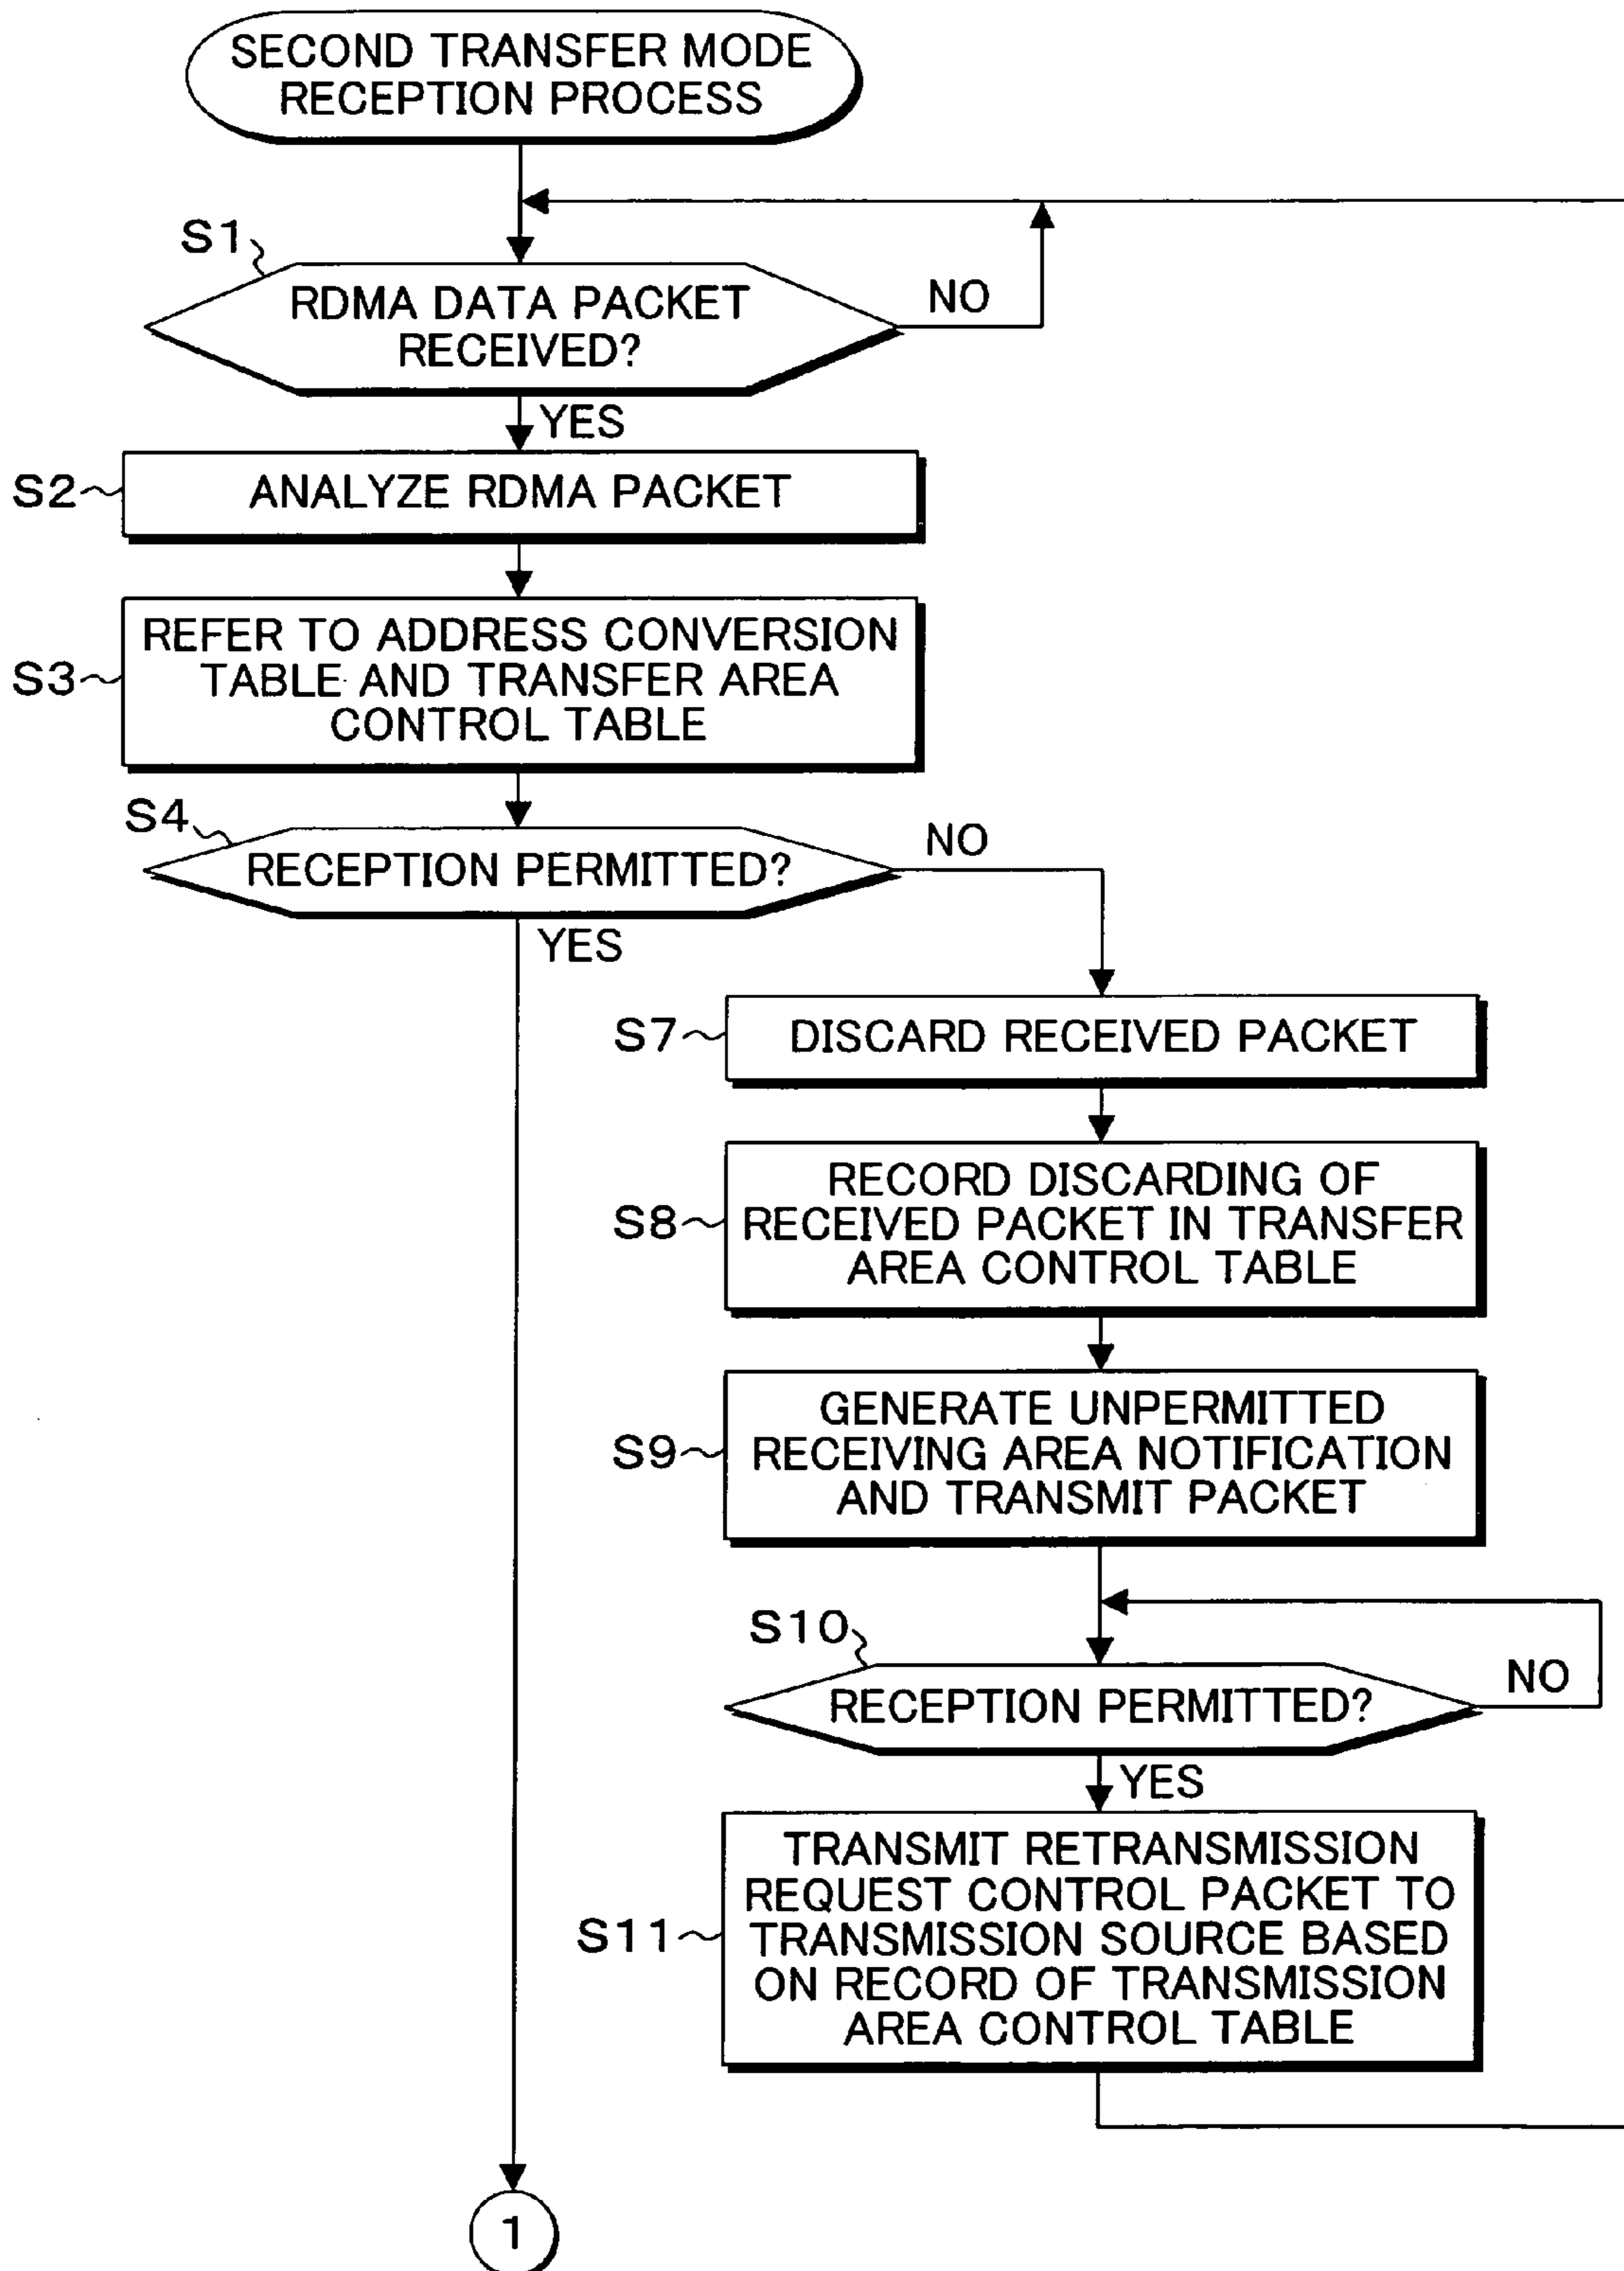 SECOND TRANSFER MODE
RECEPTION PROCESS
S1
RDMA DATA PACKET
RECEIVED?
NO
YES
S2
ANALYZE RDMA PACKET
S3
REFER TO ADDRESS CONVERSION
TABLE AND TRANSFER AREA
CONTROL TABLE
S4
RECEPTION PERMITTED?
NO
YES
S7
DISCARD RECEIVED PACKET
S8
RECORD DISCARDING OF
RECEIVED PACKET IN TRANSFER
AREA CONTROL TABLE
S9
GENERATE UNPERMITTED
RECEIVING AREA NOTIFICATION
AND TRANSMIT PACKET
S10
RECEPTION PERMITTED?
NO
YES
S11
TRANSMIT RETRANSMISSION
REQUEST CONTROL PACKET TO
TRANSMISSION SOURCE BASED
ON RECORD OF TRANSMISSION
AREA CONTROL TABLE
1